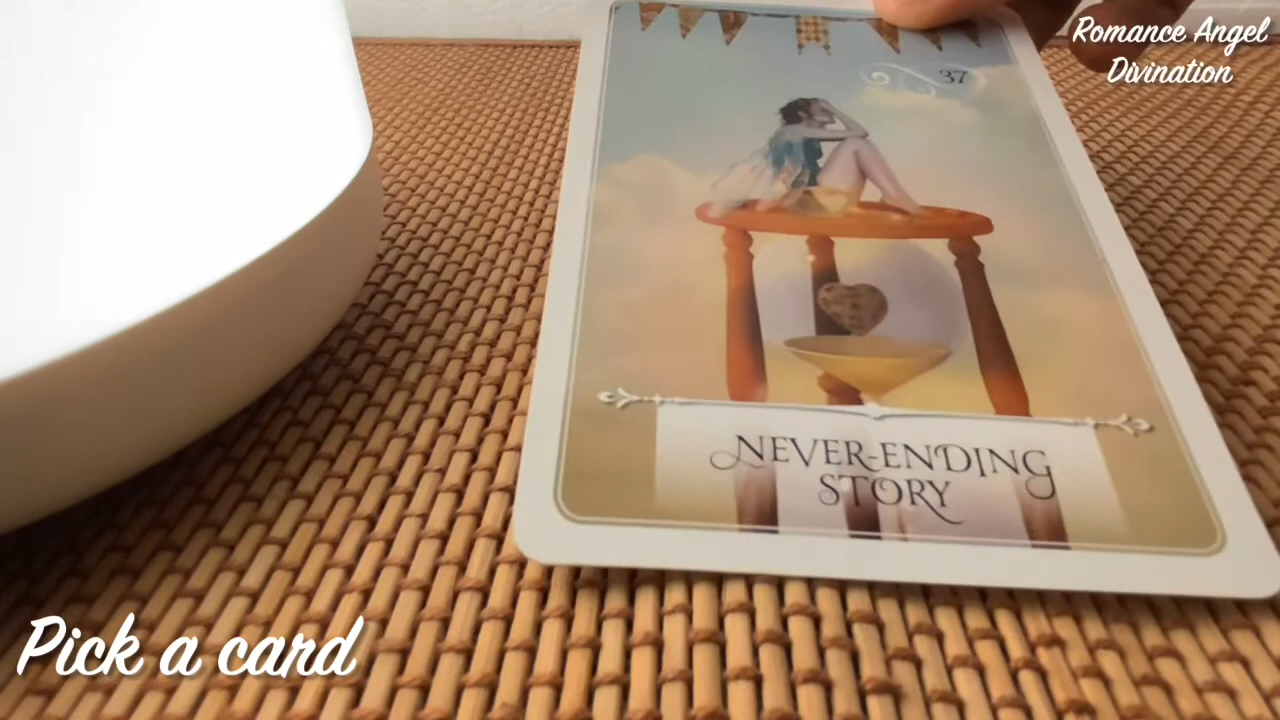 Romance Angel
Divination
37
NEVER-ENDING
STORY
Pick a card